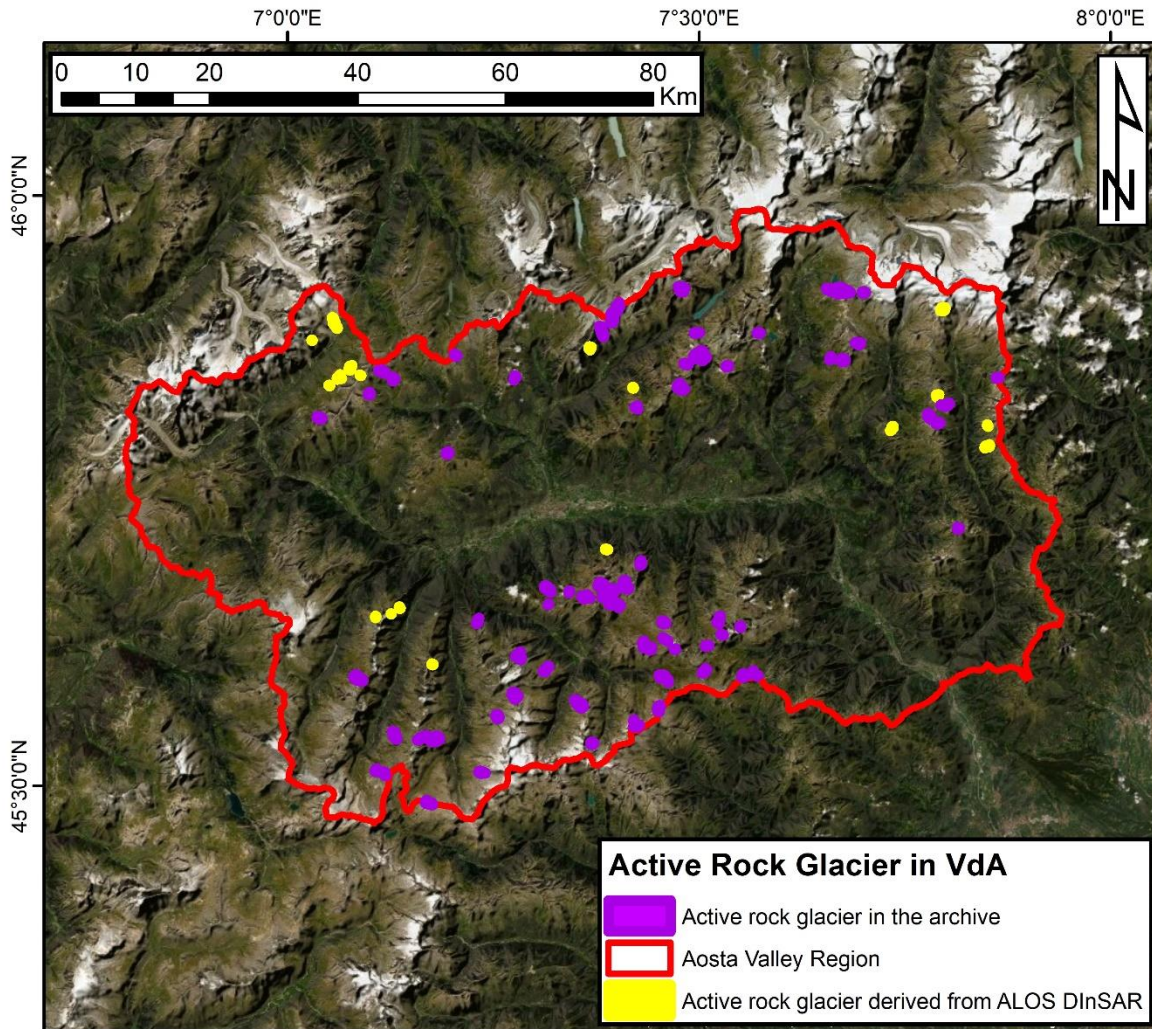 7°0'0"E 7°30'0"E 8°0'0"E
0 10 20 40 60 80
Km
N
46°0'0"N
45°30'0"N
Active Rock Glacier in VdA
Active rock glacier in the archive
Aosta Valley Region
Active rock glacier derived from ALOS DInSAR